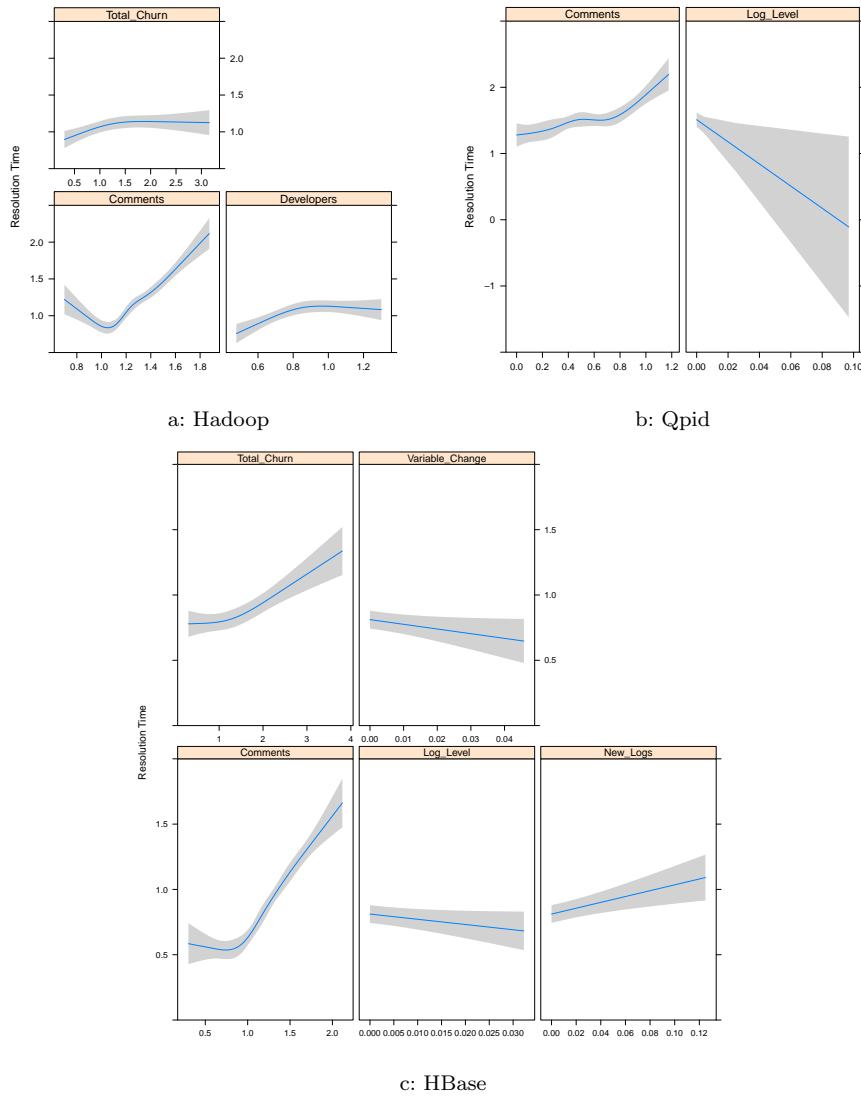 Total_Churn
2.0
1.5
1.0
0.5 1.0 1.5 2.0 2.5 3.0
Resolution Time
Comments Developers
2.0
1.5
1.0
0.8 1.0 1.2 1.4 1.6 1.8
0.6 0.8 1.0 1.2
a: Hadoop
Comments Log_Level
Resolution Time
2
1
0
−1
0.0 0.2 0.4 0.6 0.8 1.0 1.2
0.00 0.02 0.04 0.06 0.08 0.10
b: Qpid
Total_Churn Variable_Change
1.5
1.0
0.5
1 2 3 4
0.00 0.01 0.02 0.03 0.04
Resolution Time
Comments Log_Level New_Logs
1.5
1.0
0.5
0.5 1.0 1.5 2.0
0.000 0.005 0.010 0.015 0.020 0.025 0.030
0.00 0.02 0.04 0.06 0.08 0.10 0.12
c: HBase